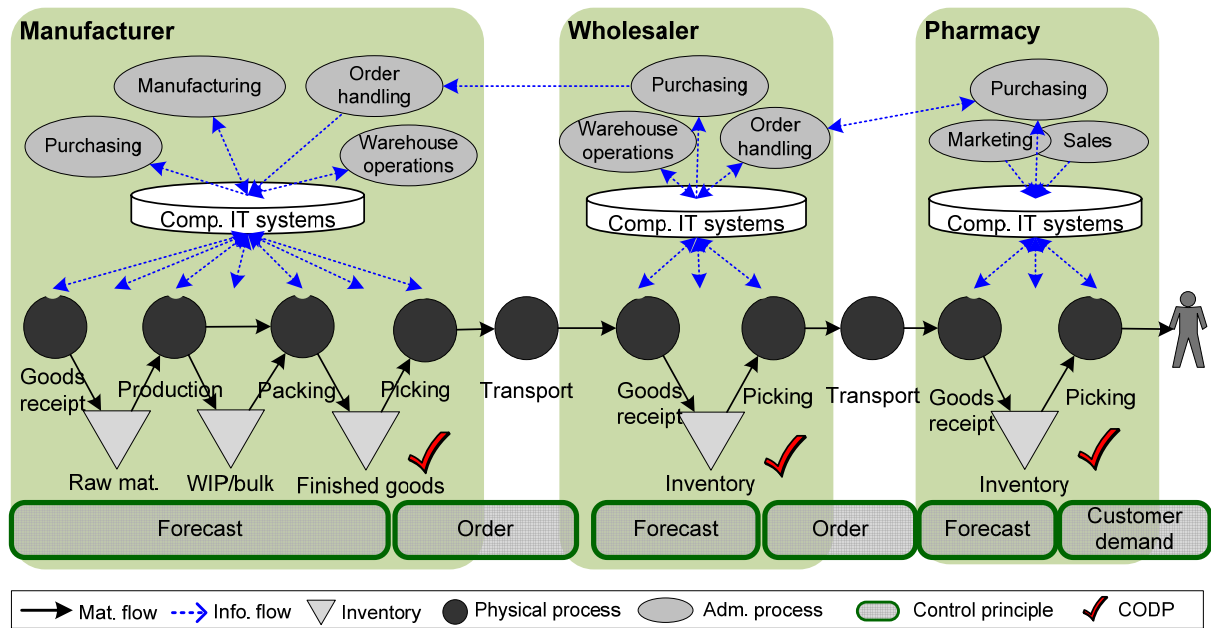 Manufacturer
Wholesaler
Pharmacy
Manufacturing
Order
handling
Purchasing
Warehouse
operations
Comp. IT systems
Purchasing
Warehouse
operations
Order
handling
Comp. IT systems
Purchasing
Marketing
Sales
Comp. IT systems
Goods
receipt
Production
Packing
Picking
Transport
Goods
receipt
Picking
Transport
Goods
receipt
Picking
Raw mat.
WIP/bulk
Finished goods
Inventory
Inventory
Forecast
Order
Forecast
Order
Forecast
Customer
demand
Mat. flow
Info. flow
Inventory
Physical process
Adm. process
Control principle
CODP